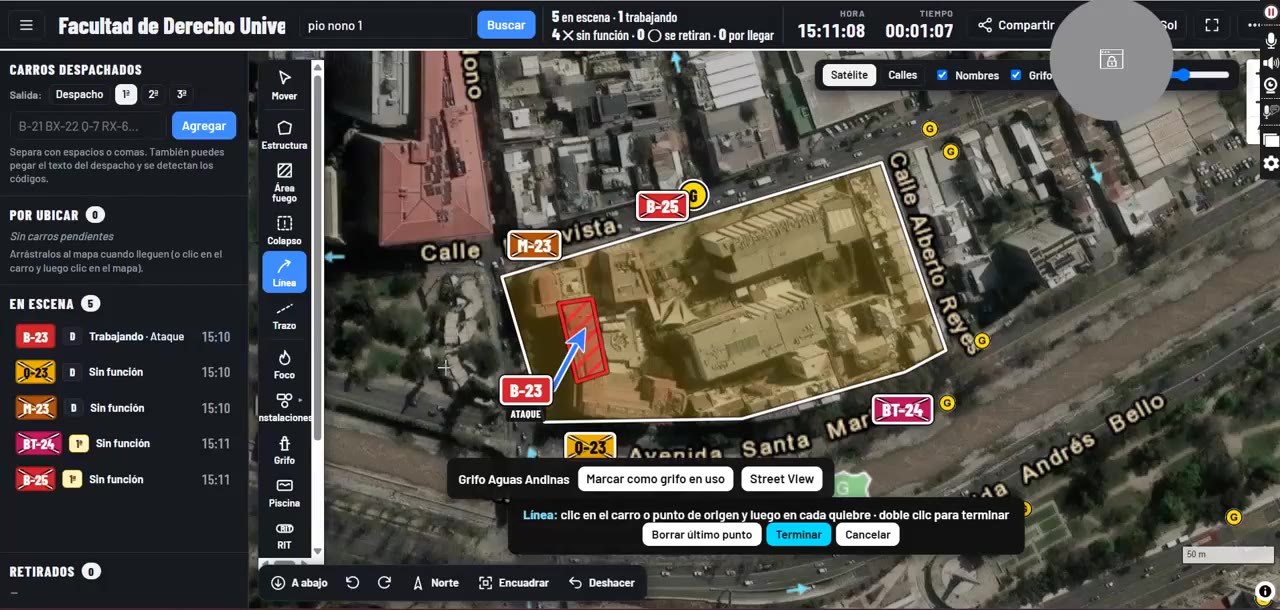 Facultad de Derecho Unive
pio nono 1
Buscar
5 en escena · 1 trabajando
4 ✕ sin función · 0 ◯ se retiran · 0 por llegar
HORA
15:11:08
TIEMPO
00:01:07
Compartir
Sol
CARROS DESPACHADOS
Salida:
Despacho
1ª
2ª
3ª
B-21 BX-22 Q-7 RX-6...
Agregar
Separa con espacios o comas. También puedes
pegar el texto del despacho y se detectan los
códigos.
POR UBICAR 0
Sin carros pendientes
Arrástralos al mapa cuando lleguen (o clic en el
carro y luego clic en el mapa).
EN ESCENA 5
B-23 D Trabajando · Ataque 15:10
Q-23 D Sin función 15:10
M-23 D Sin función 15:10
BT-24 1ª Sin función 15:11
B-25 1ª Sin función 15:11
RETIRADOS 0
—
Mover
Estructura
Área
fuego
Colapso
Línea
Trazo
Foco
nstalaciones
Grifo
Piscina
RIT
Satélite
Calles
Nombres
Grifo
ono
G
G
B-25
G
M-23
Calle
vista
Calle Alberto Reyes
G
B-23
ATAQUE
BT-24
G
Q-23
Avenida Santa Mar
da Andrés Bello
G
G
Grifo Aguas Andinas
Marcar como grifo en uso
Street View
Línea: clic en el carro o punto de origen y luego en cada quiebre · doble clic para terminar
Borrar último punto
Terminar
Cancelar
50 m
A abajo
Norte
Encuadrar
Deshacer